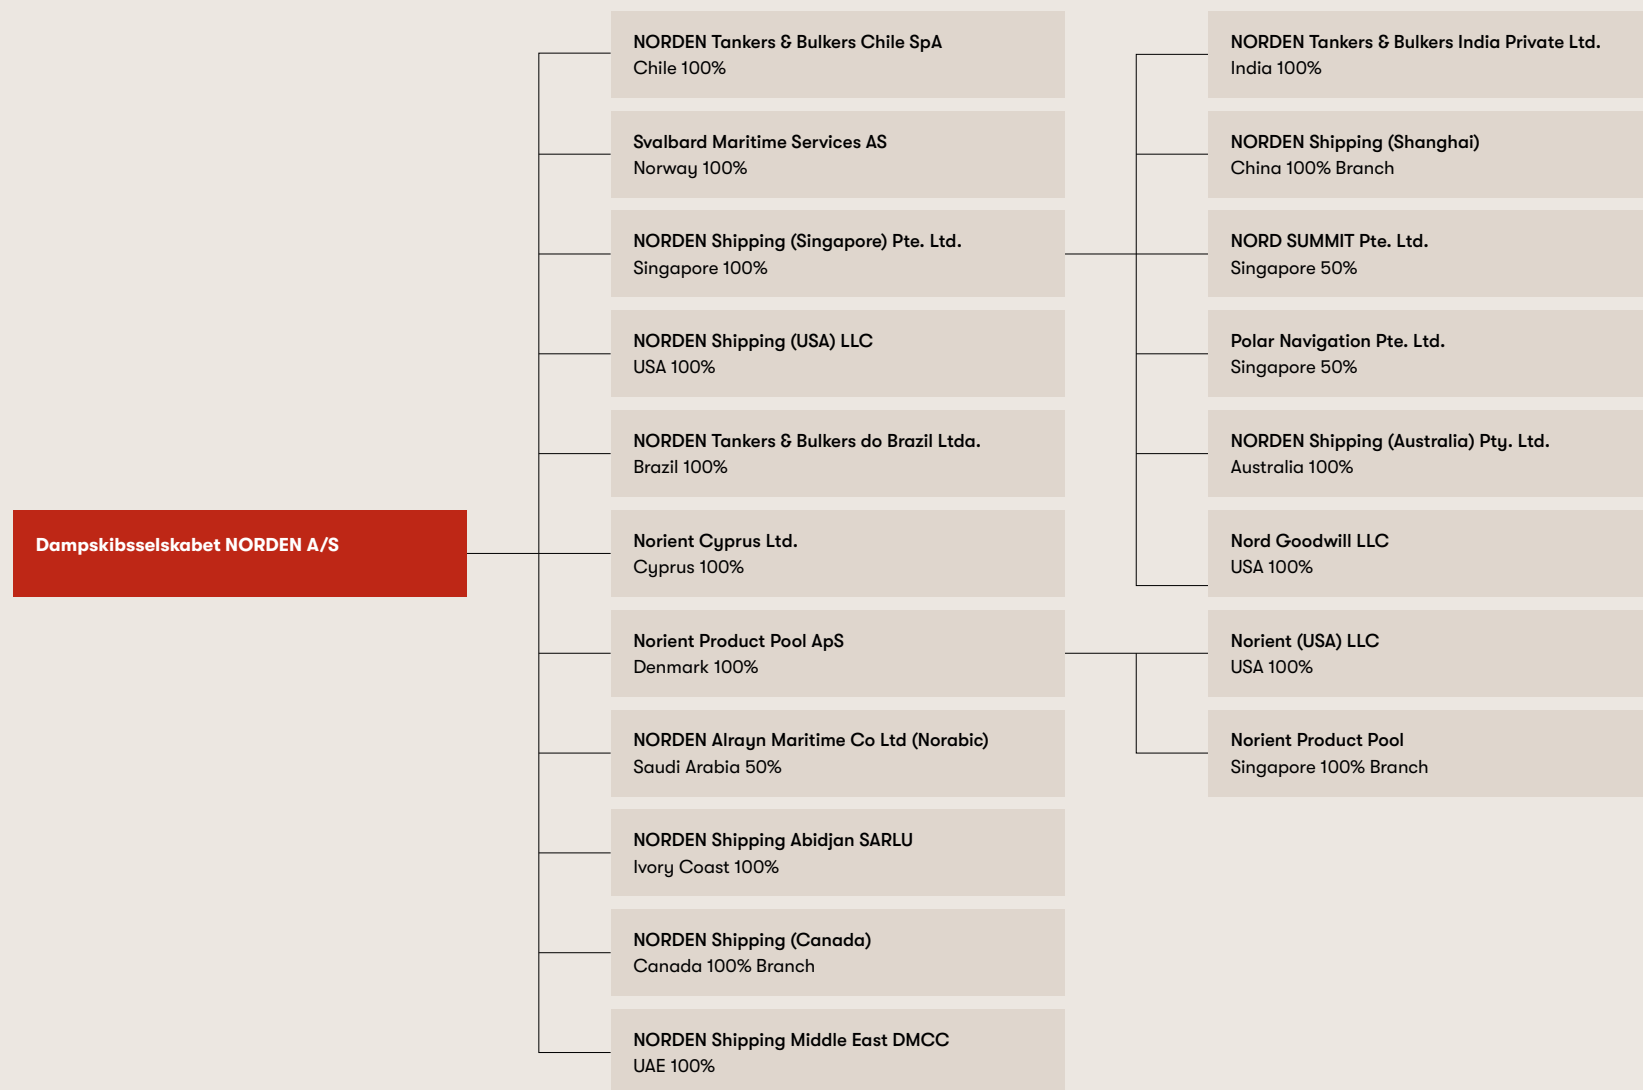 Dampskibsselskabet NORDEN A/S
NORDEN Tankers & Bulkers Chile SpA
Chile 100%
Svalbard Maritime Services AS
Norway 100%
NORDEN Shipping (Singapore) Pte. Ltd.
Singapore 100%
NORDEN Shipping (USA) LLC
USA 100%
NORDEN Tankers & Bulkers do Brazil Ltda.
Brazil 100%
Norient Cyprus Ltd.
Cyprus 100%
Norient Product Pool ApS
Denmark 100%
NORDEN Alrayn Maritime Co Ltd (Norabic)
Saudi Arabia 50%
NORDEN Shipping Abidjan SARLU
Ivory Coast 100%
NORDEN Shipping (Canada)
Canada 100% Branch
NORDEN Shipping Middle East DMCC
UAE 100%
NORDEN Tankers & Bulkers India Private Ltd.
India 100%
NORDEN Shipping (Shanghai)
China 100% Branch
NORD SUMMIT Pte. Ltd.
Singapore 50%
Polar Navigation Pte. Ltd.
Singapore 50%
NORDEN Shipping (Australia) Pty. Ltd.
Australia 100%
Nord Goodwill LLC
USA 100%
Norient (USA) LLC
USA 100%
Norient Product Pool
Singapore 100% Branch